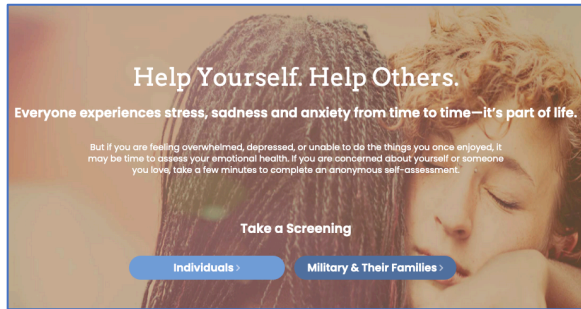 Help Yourself. Help Others.
Everyone experiences stress, sadness and anxiety from time to time—it's part of life.
But if you are feeling overwhelmed, depressed, or unable to do the things you once enjoyed, it
may be time to assess your emotional health. If you are concerned about yourself or someone
you love, take a few minutes to complete an anonymous self-assessment.
Take a Screening
Individuals >
Military & Their Families >